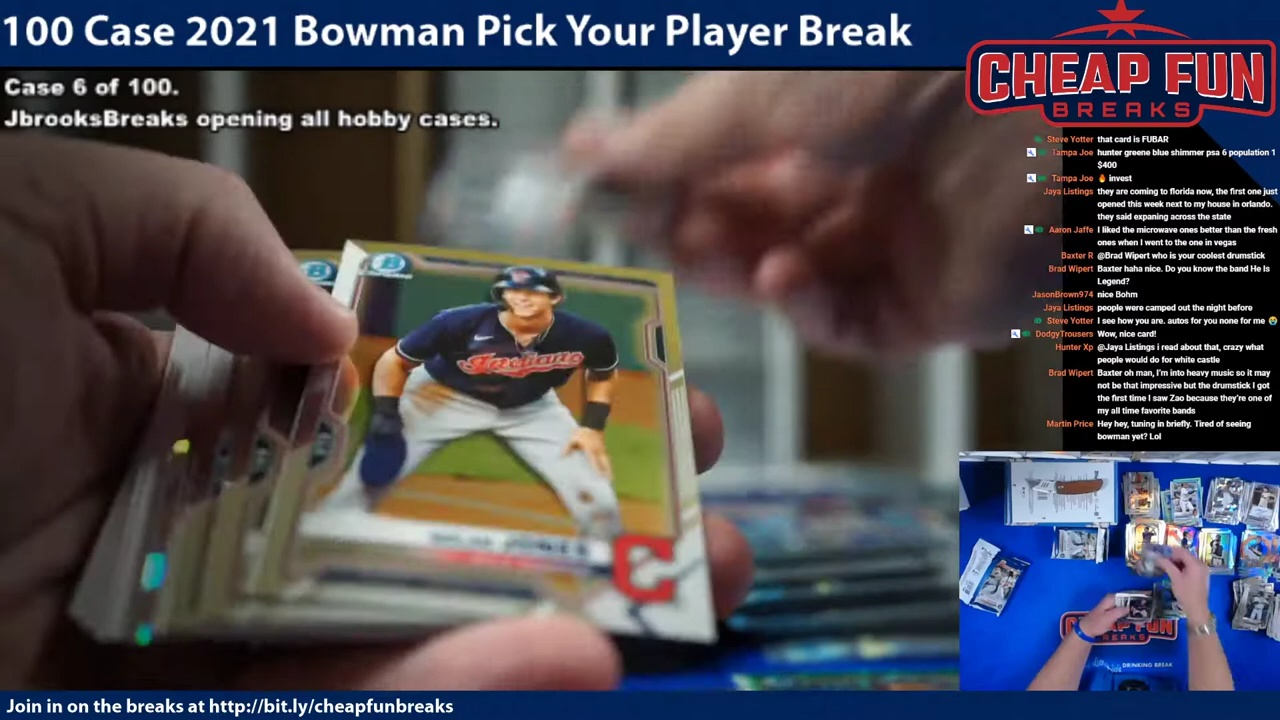 100 Case 2021 Bowman Pick Your Player Break
Case 6 of 100.
JbrooksBreaks opening all hobby cases.
CHEAP FUN
BREAKS
Steve Yotter that card is FUBAR
Tampa Joe hunter greene blue shimmer psa 6 population 1
$400
Tampa Joe 🔥 invest
Jaya Listings they are coming to florida now, the first one just
opened this week next to my house in orlando.
they said expaning across the state
Aaron Jaffe I liked the microwave ones better than the fresh
ones when I went to the one in vegas
Baxter R @Brad Wipert who is your coolest drumstick
Brad Wipert Baxter haha nice. Do you know the band He Is
Legend?
JasonBrown974 nice Bohm
Jaya Listings people were camped out the night before
Steve Yotter I see how you are. autos for you none for me 😭
DodgyTrousers Wow, nice card!
Hunter Xp @Jaya Listings i read about that, crazy what
people would do for white castle
Brad Wipert Baxter oh man, I'm into heavy music so it may
not be that impressive but the drumstick I got
the first time I saw Zao because they're one of
my all time favorite bands
Martin Price Hey hey, tuning in briefly. Tired of seeing
bowman yet? Lol
B
Indians
JONES
C
CHEAP FUN
BREAKS
DRINKING BREAK
Join in on the breaks at http://bit.ly/cheapfunbreaks